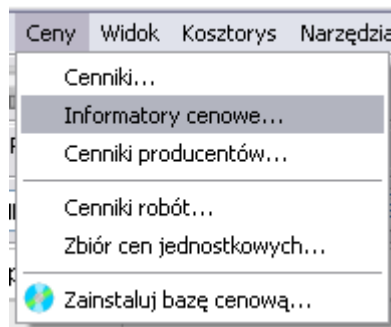 Ceny Widok Kosztorys Narzędzia
Cenniki...
Informatory cenowe...
Cenniki producentów...
Cenniki robót...
Zbiór cen jednostkowych...
Zainstaluj bazę cenową...